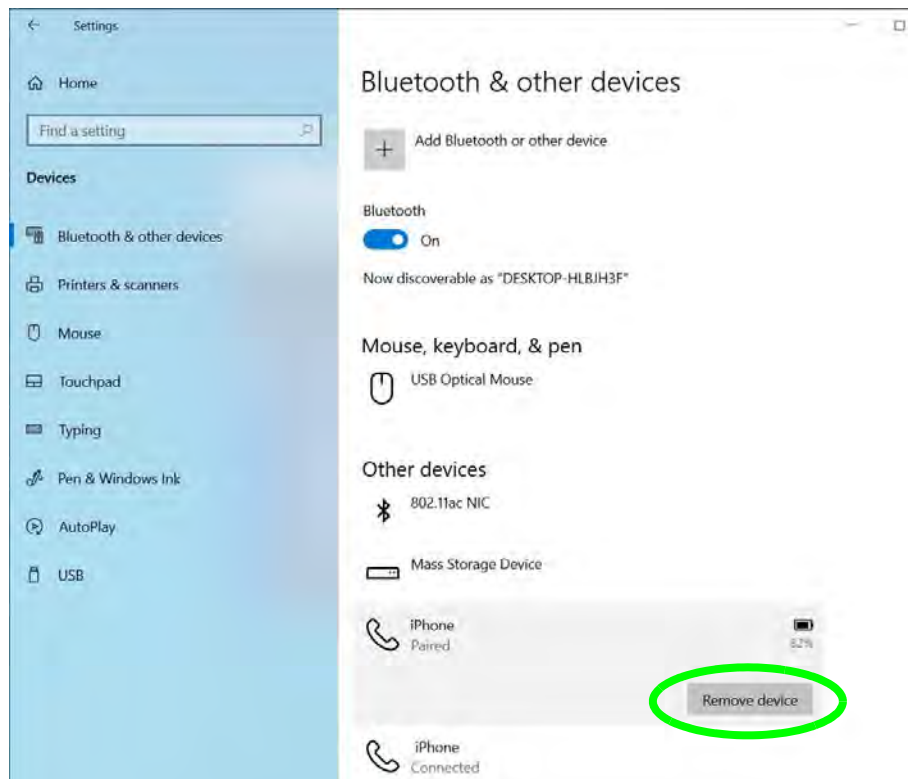 Settings
Home
Find a setting
Devices
Bluetooth & other devices
Printers & scanners
Mouse
Touchpad
Typing
Pen & Windows Ink
AutoPlay
USB
Bluetooth & other devices
Add Bluetooth or other device
Bluetooth
On
Now discoverable as "DESKTOP-HLBJH3F"
Mouse, keyboard, & pen
USB Optical Mouse
Other devices
802.11ac NIC
Mass Storage Device
iPhone
Paired
82%
Remove device
iPhone
Connected